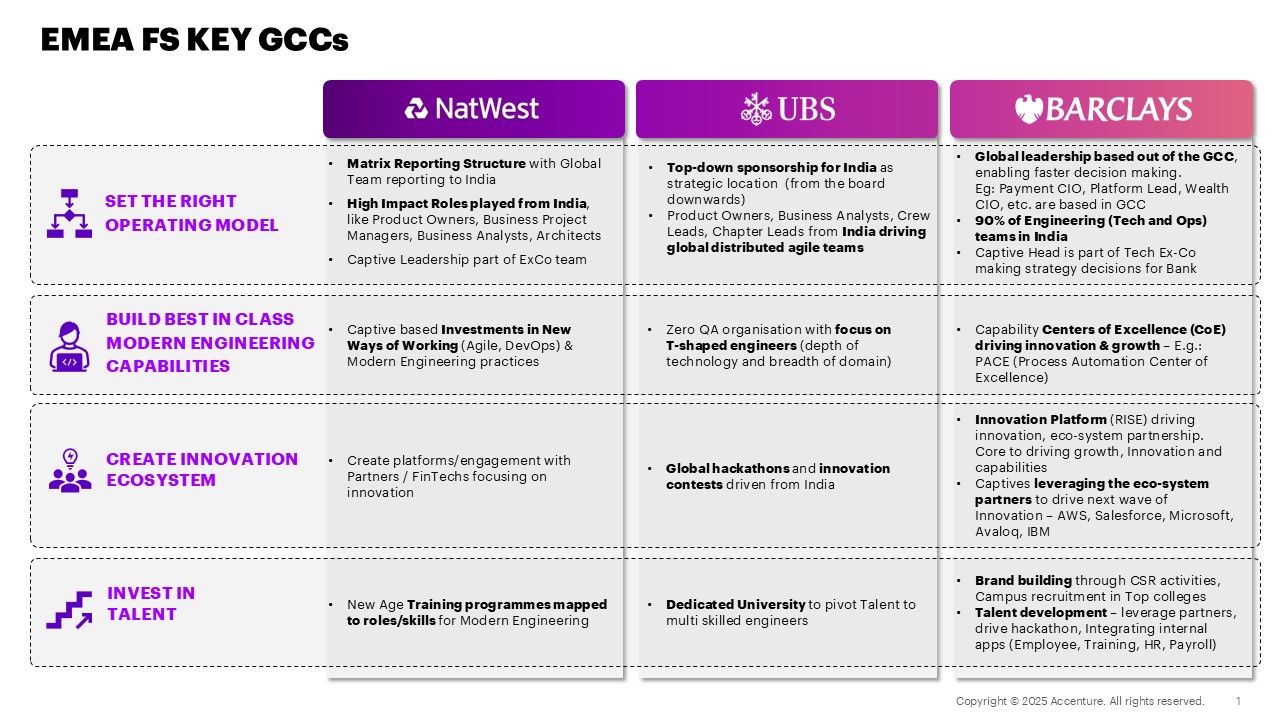 EMEA FS KEY GCCs
NatWest
UBS
BARCLAYS
SET THE RIGHT
OPERATING MODEL
• Matrix Reporting Structure with Global
Team reporting to India
• High Impact Roles played from India,
like Product Owners, Business Project
Managers, Business Analysts, Architects
• Captive Leadership part of ExCo team
• Top-down sponsorship for India as
strategic location (from the board
downwards)
• Product Owners, Business Analysts, Crew
Leads, Chapter Leads from India driving
global distributed agile teams
• Global leadership based out of the GCC,
enabling faster decision making.
Eg: Payment CIO, Platform Lead, Wealth
CIO, etc. are based in GCC
• 90% of Engineering (Tech and Ops)
teams in India
• Captive Head is part of Tech Ex-Co
making strategy decisions for Bank
BUILD BEST IN CLASS
MODERN ENGINEERING
CAPABILITIES
• Captive based Investments in New
Ways of Working (Agile, DevOps) &
Modern Engineering practices
• Zero QA organisation with focus on
T-shaped engineers (depth of
technology and breadth of domain)
• Capability Centers of Excellence (CoE)
driving innovation & growth – E.g.:
PACE (Process Automation Center of
Excellence)
CREATE INNOVATION
ECOSYSTEM
• Create platforms/engagement with
Partners / FinTechs focusing on
innovation
• Global hackathons and innovation
contests driven from India
• Innovation Platform (RISE) driving
innovation, eco-system partnership.
Core to driving growth, Innovation and
capabilities
• Captives leveraging the eco-system
partners to drive next wave of
Innovation – AWS, Salesforce, Microsoft,
Avaloq, IBM
INVEST IN
TALENT
• New Age Training programmes mapped
to roles/skills for Modern Engineering
• Dedicated University to pivot Talent to
multi skilled engineers
• Brand building through CSR activities,
Campus recruitment in Top colleges
• Talent development – leverage partners,
drive hackathon, Integrating internal
apps (Employee, Training, HR, Payroll)
Copyright © 2025 Accenture. All rights reserved. 1